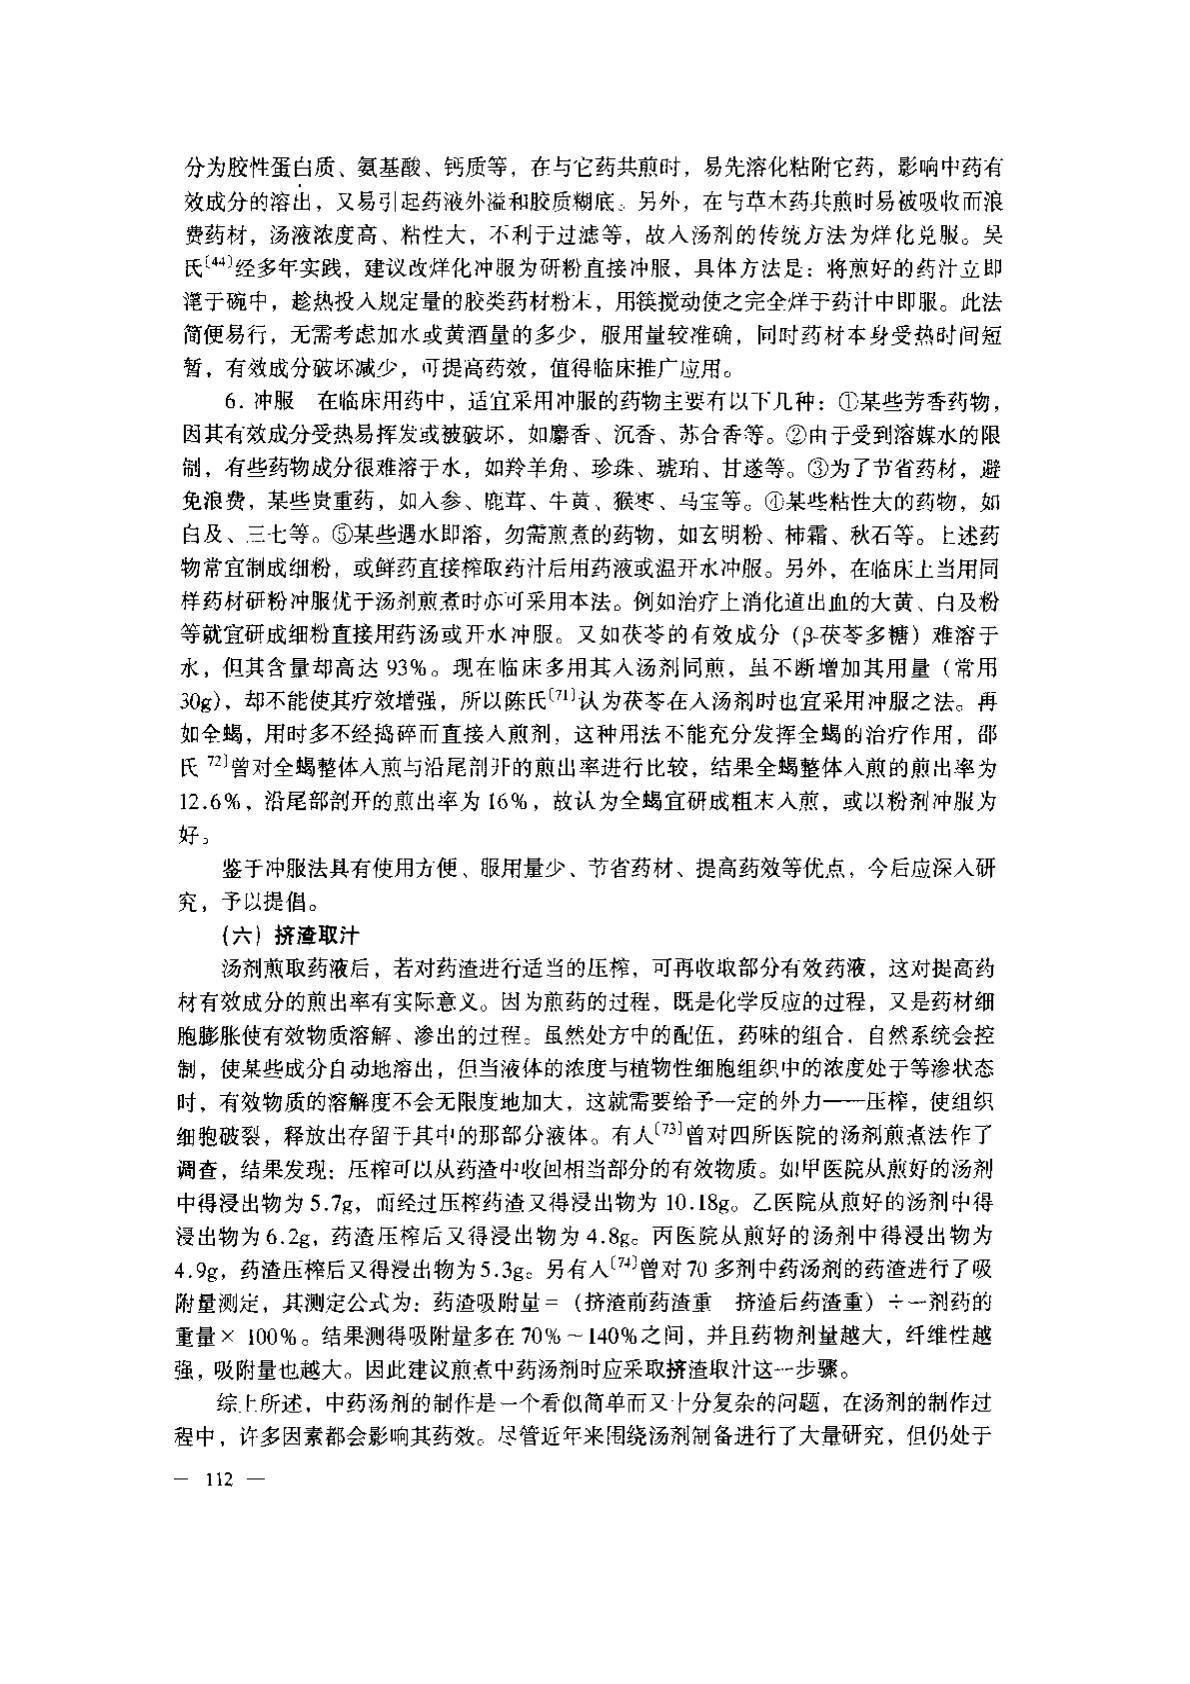 分为胶性蛋白质、氨基酸、钙质等，在与它药共煎时，易先溶化粘附它药，影响中药有
效成分的溶出，又易引起药液外溢和胶质糊底。另外，在与草木药共煎时易被吸收而浪
费药材，汤液浓度高、粘性大，不利于过滤等，故入汤剂的传统方法为烊化兑服。吴
氏〔44〕经多年实践，建议改烊化冲服为研粉直接冲服，具体方法是：将煎好的药汁立即
滗于碗中，趁热投入规定量的胶类药材粉末，用筷搅动使之完全烊于药汁中即服。此法
简便易行，无需考虑加水或黄酒量的多少，服用量较准确，同时药材本身受热时间短
暂，有效成分破坏减少，可提高药效，值得临床推广应用。
6. 冲服　在临床用药中，适宜采用冲服的药物主要有以下几种：①某些芳香药物，
因其有效成分受热易挥发或被破坏，如麝香、沉香、苏合香等。②由于受到溶媒水的限
制，有些药物成分很难溶于水，如羚羊角、珍珠、琥珀、甘遂等。③为了节省药材，避
免浪费，某些贵重药，如人参、鹿茸、牛黄、猴枣、马宝等。④某些粘性大的药物，如
白及、三七等。⑤某些遇水即溶，勿需煎煮的药物，如玄明粉、柿霜、秋石等。上述药
物常宜制成细粉，或鲜药直接榨取药汁后用药液或温开水冲服。另外，在临床上当用同
样药材研粉冲服优于汤剂煎煮时亦可采用本法。例如治疗上消化道出血的大黄、白及粉
等就宜研成细粉直接用药汤或开水冲服。又如茯苓的有效成分（β-茯苓多糖）难溶于
水，但其含量却高达 93%。现在临床多用其入汤剂同煎，虽不断增加其用量（常用
30g)，却不能使其疗效增强，所以陈氏〔71〕认为茯苓在入汤剂时也宜采用冲服之法。再
如全蝎，用时多不经捣碎而直接入煎剂，这种用法不能充分发挥全蝎的治疗作用，邵
氏 72〕曾对全蝎整体入煎与沿尾剖开的煎出率进行比较，结果全蝎整体入煎的煎出率为
12.6%，沿尾部剖开的煎出率为 16%，故认为全蝎宜研成粗末入煎，或以粉剂冲服为
好。
鉴于冲服法具有使用方便、服用量少、节省药材、提高药效等优点，今后应深入研
究，予以提倡。
(六) 挤渣取汁
汤剂煎取药液后，若对药渣进行适当的压榨，可再收取部分有效药液，这对提高药
材有效成分的煎出率有实际意义。因为煎药的过程，既是化学反应的过程，又是药材细
胞膨胀使有效物质溶解、渗出的过程。虽然处方中的配伍，药味的组合，自然系统会控
制，使某些成分自动地溶出，但当液体的浓度与植物性细胞组织中的浓度处于等渗状态
时，有效物质的溶解度不会无限度地加大，这就需要给予一定的外力——压榨，使组织
细胞破裂，释放出存留于其中的那部分液体。有人〔73〕曾对四所医院的汤剂煎煮法作了
调查，结果发现：压榨可以从药渣中收回相当部分的有效物质。如甲医院从煎好的汤剂
中得浸出物为 5.7g，而经过压榨药渣又得浸出物为 10.18g。乙医院从煎好的汤剂中得
浸出物为 6.2g，药渣压榨后又得浸出物为 4.8g。丙医院从煎好的汤剂中得浸出物为
4.9g，药渣压榨后又得浸出物为 5.3g。另有人〔74〕曾对 70 多剂中药汤剂的药渣进行了吸
附量测定，其测定公式为：药渣吸附量＝（挤渣前药渣重　挤渣后药渣重）÷一剂药的
重量× 100%。结果测得吸附量多在 70%～140%之间，并且药物剂量越大，纤维性越
强，吸附量也越大。因此建议煎煮中药汤剂时应采取挤渣取汁这一步骤。
综上所述，中药汤剂的制作是一个看似简单而又十分复杂的问题，在汤剂的制作过
程中，许多因素都会影响其药效。尽管近年来围绕汤剂制备进行了大量研究，但仍处于
— 112 —